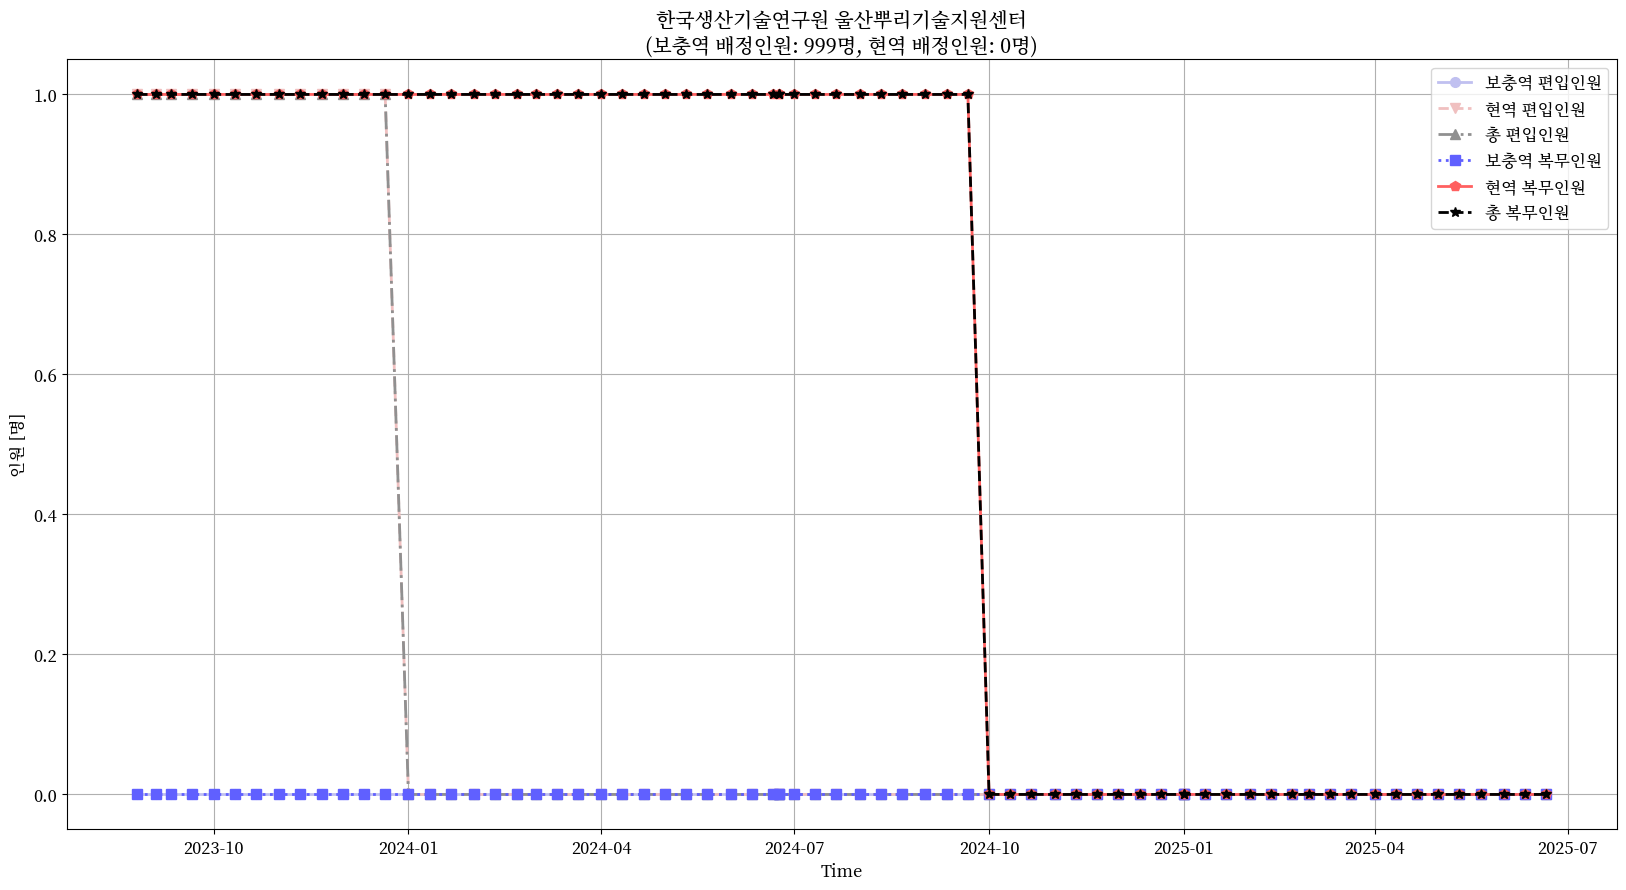 한국생산기술연구원 울산뿌리기술지원센터
(보충역 배정인원: 999명, 현역 배정인원: 0명)
보충역 편입인원
현역 편입인원
총 편입인원
보충역 복무인원
현역 복무인원
총 복무인원
인원 [명]
1.0
0.8
0.6
0.4
0.2
0.0
2023-10 2024-01 2024-04 2024-07 2024-10 2025-01 2025-04 2025-07
Time